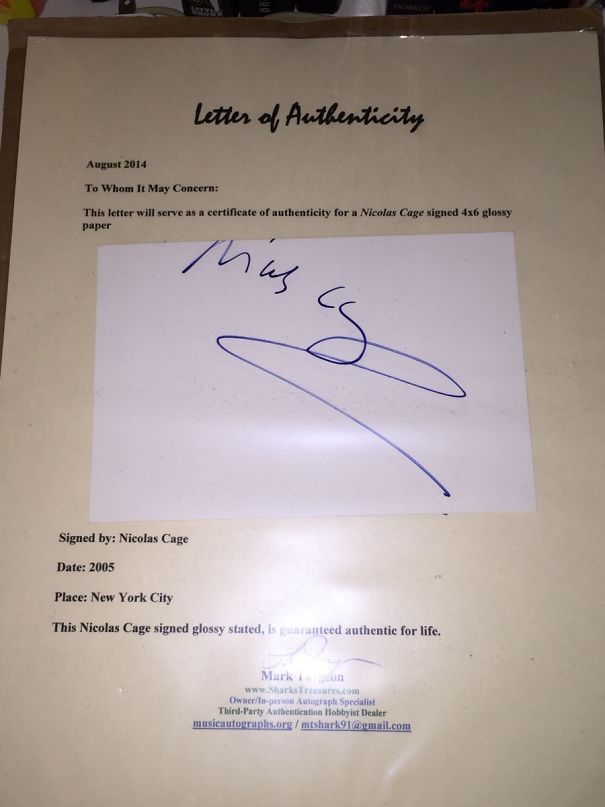 Letter of Authenticity
August 2014
To Whom It May Concern:
This letter will serve as a certificate of authenticity for a Nicolas Cage signed 4x6 glossy
paper
Signed by: Nicolas Cage
Date: 2005
Place: New York City
This Nicolas Cage signed glossy stated, is guaranteed authentic for life.
Mark Turgeon
www.SharksTreasures.com
Owner/In-person Autograph Specialist
Third-Party Authentication Hobbyist Dealer
musicautographs.org / mtshark91@gmail.com